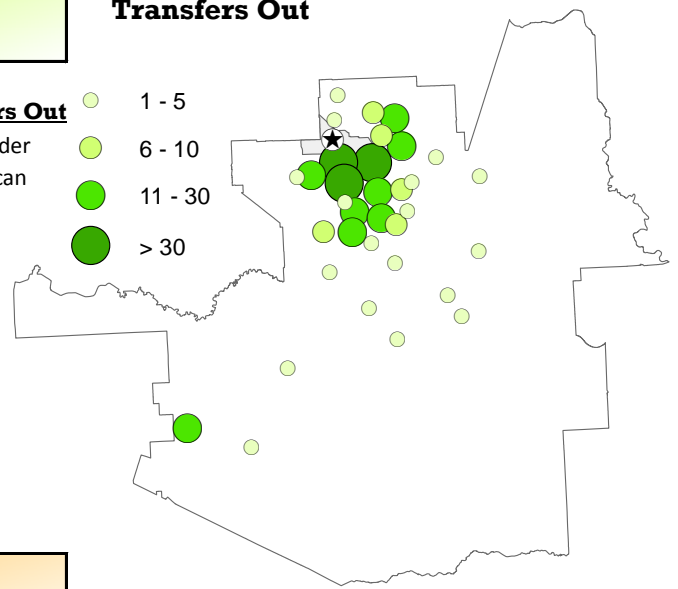 Transfers Out
rs Out
der
can
1 - 5
6 - 10
11 - 30
> 30